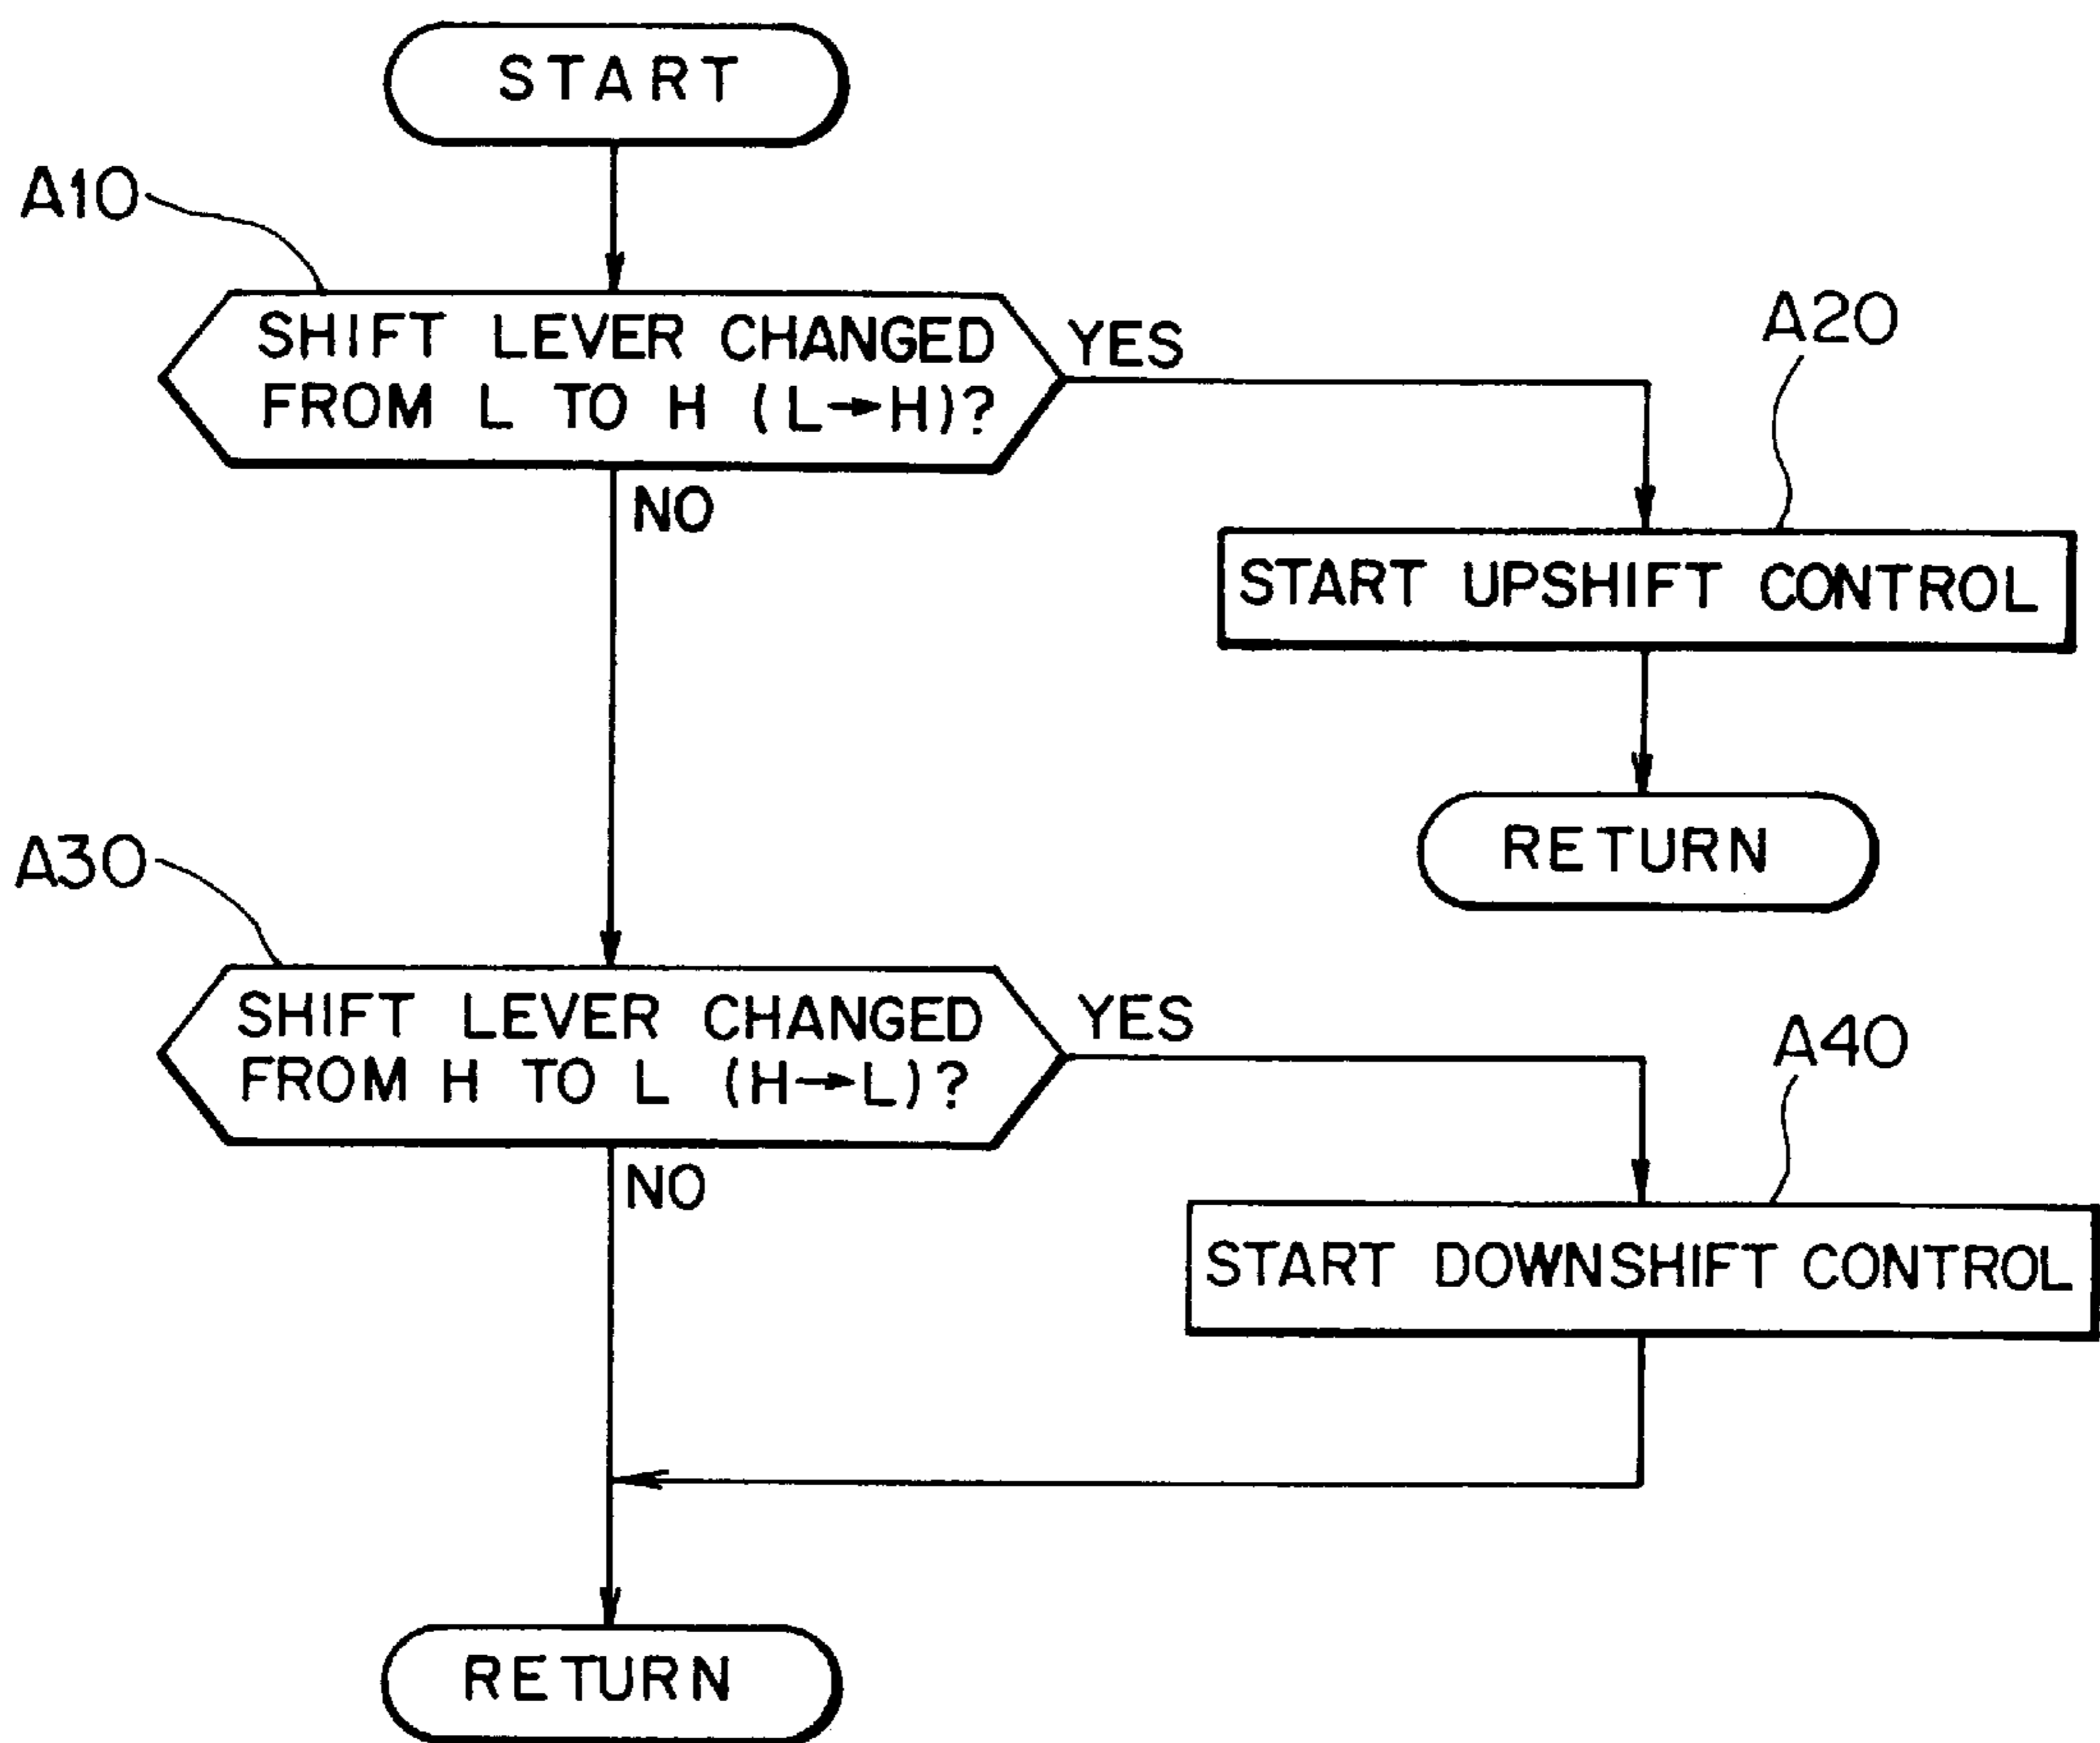 START
A10
SHIFT LEVER CHANGED
FROM L TO H (L→H)?
YES
NO
A20
START UPSHIFT CONTROL
RETURN
A30
SHIFT LEVER CHANGED
FROM H TO L (H→L)?
YES
NO
A40
START DOWNSHIFT CONTROL
RETURN